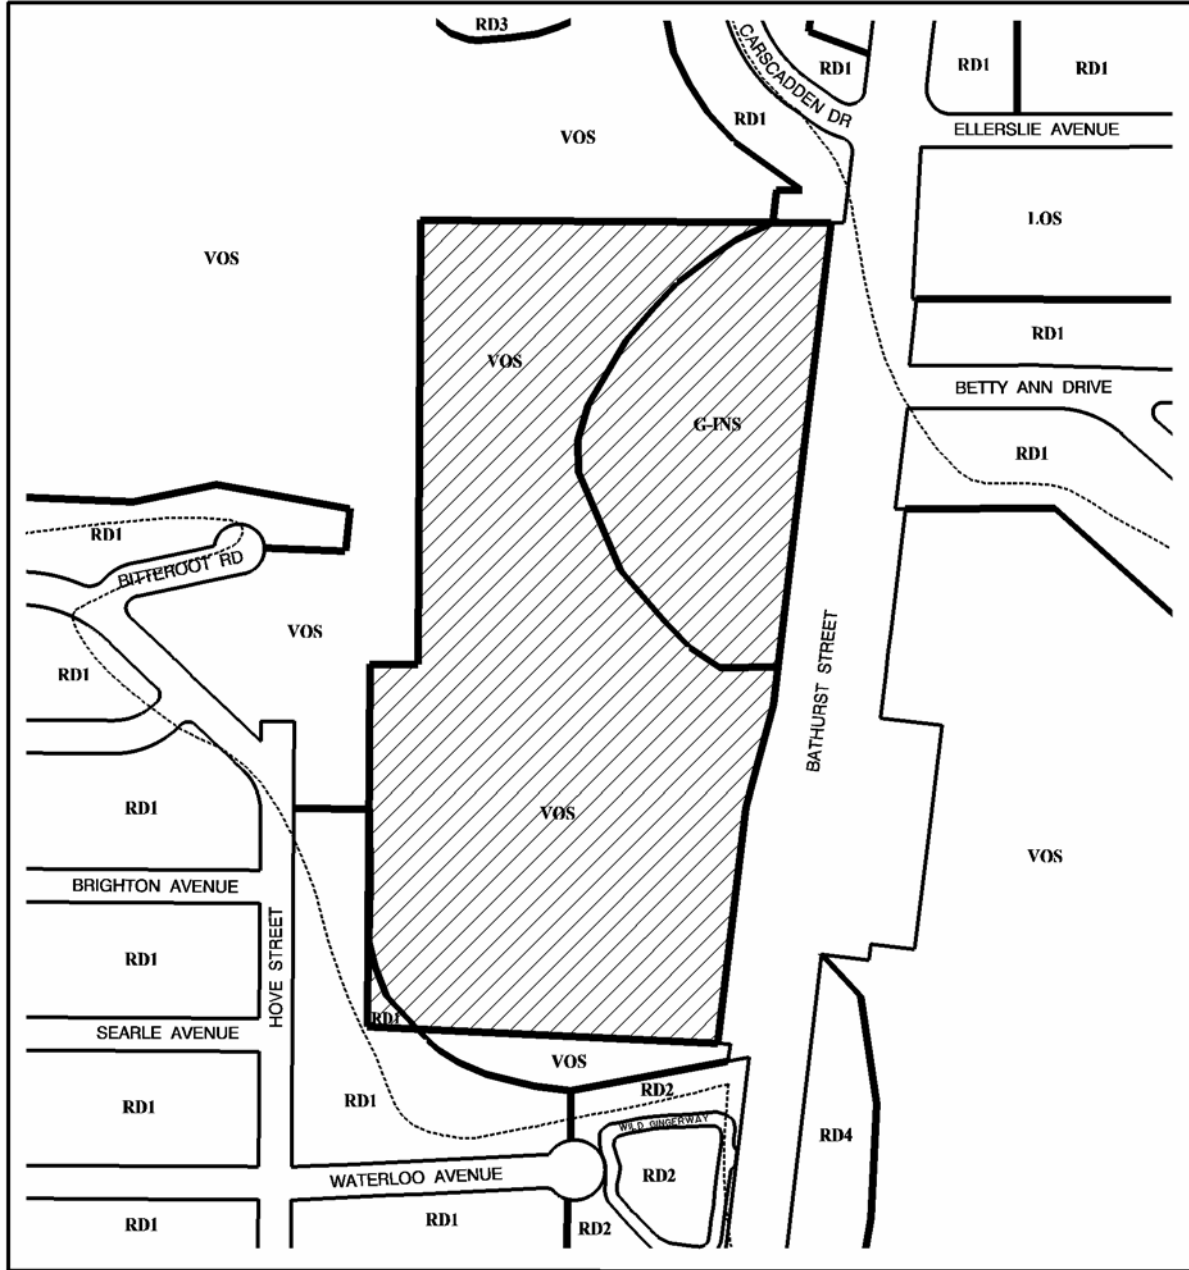 RD3
CARSCADDEN DR
RD1
RD1
RD1
RD1
ELLERSLIE AVENUE
VOS
LOS
VOS
RD1
VOS
BETTY ANN DRIVE
G-INS
RD1
RD1
BITTEROOT RD
VOS
BATHURST STREET
RD1
RD1
VOS
VOS
BRIGHTON AVENUE
HOVE STREET
RD1
RD1
SEARLE AVENUE
VOS
RD2
RD1
RD1
WILD GINGERWAY
RD4
WATERLOO AVENUE
RD2
RD1
RD1
RD2